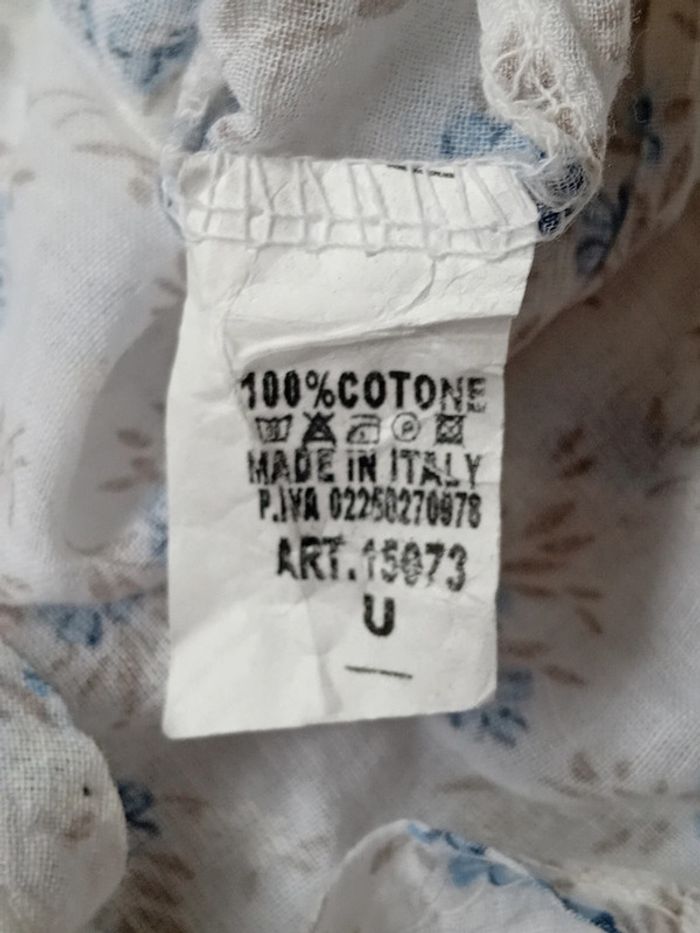 100%COTONE
MADE IN ITALY
P.IVA 02260270978
ART.15073
U